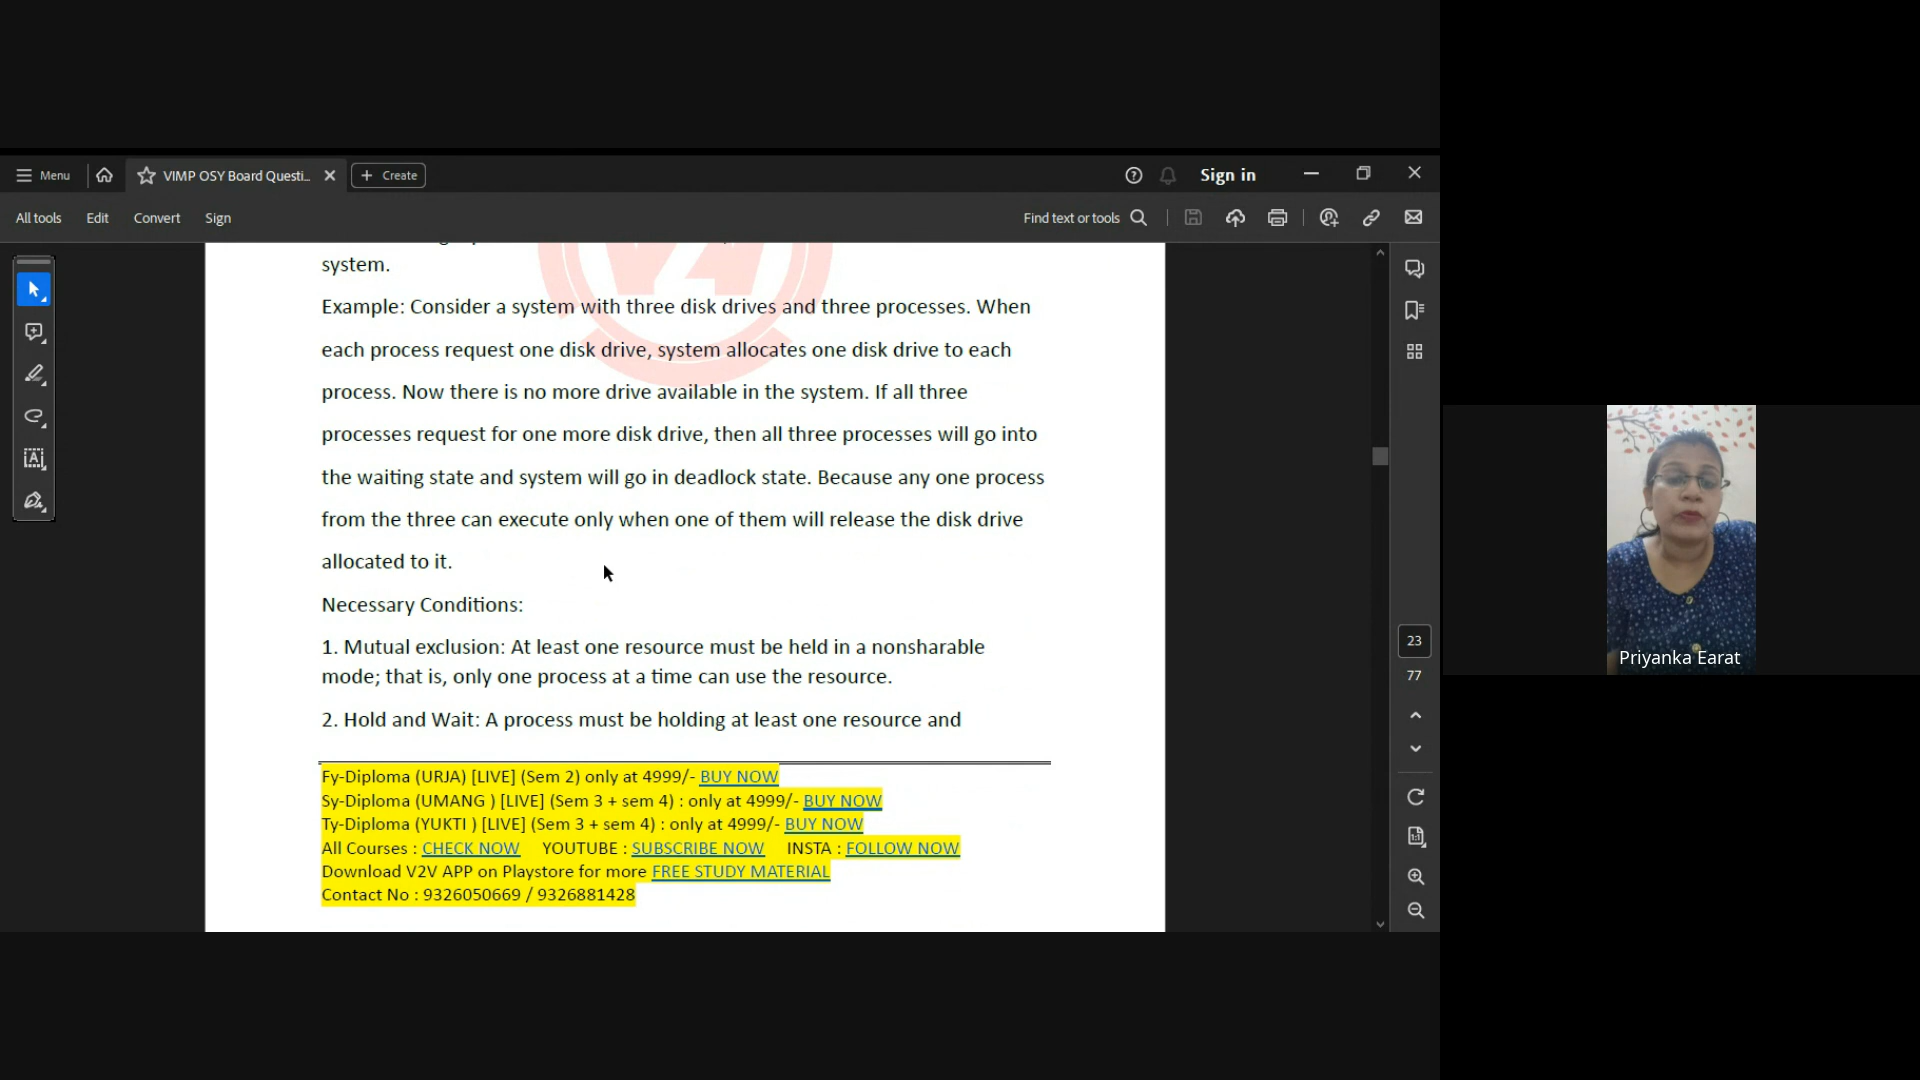 Menu
VIMP OSY Board Questi...
Create
Sign in
All tools
Edit
Convert
Sign
Find text or tools
system.
Example: Consider a system with three disk drives and three processes. When
each process request one disk drive, system allocates one disk drive to each
process. Now there is no more drive available in the system. If all three
processes request for one more disk drive, then all three processes will go into
the waiting state and system will go in deadlock state. Because any one process
from the three can execute only when one of them will release the disk drive
allocated to it.
Necessary Conditions:
1. Mutual exclusion: At least one resource must be held in a nonsharable
mode; that is, only one process at a time can use the resource.
2. Hold and Wait: A process must be holding at least one resource and
Fy-Diploma (URJA) [LIVE] (Sem 2) only at 4999/- BUY NOW
Sy-Diploma (UMANG ) [LIVE] (Sem 3 + sem 4) : only at 4999/- BUY NOW
Ty-Diploma (YUKTI ) [LIVE] (Sem 3 + sem 4) : only at 4999/- BUY NOW
All Courses : CHECK NOW YOUTUBE : SUBSCRIBE NOW INSTA : FOLLOW NOW
Download V2V APP on Playstore for more FREE STUDY MATERIAL
Contact No : 9326050669 / 9326881428
23
77
Priyanka Earat